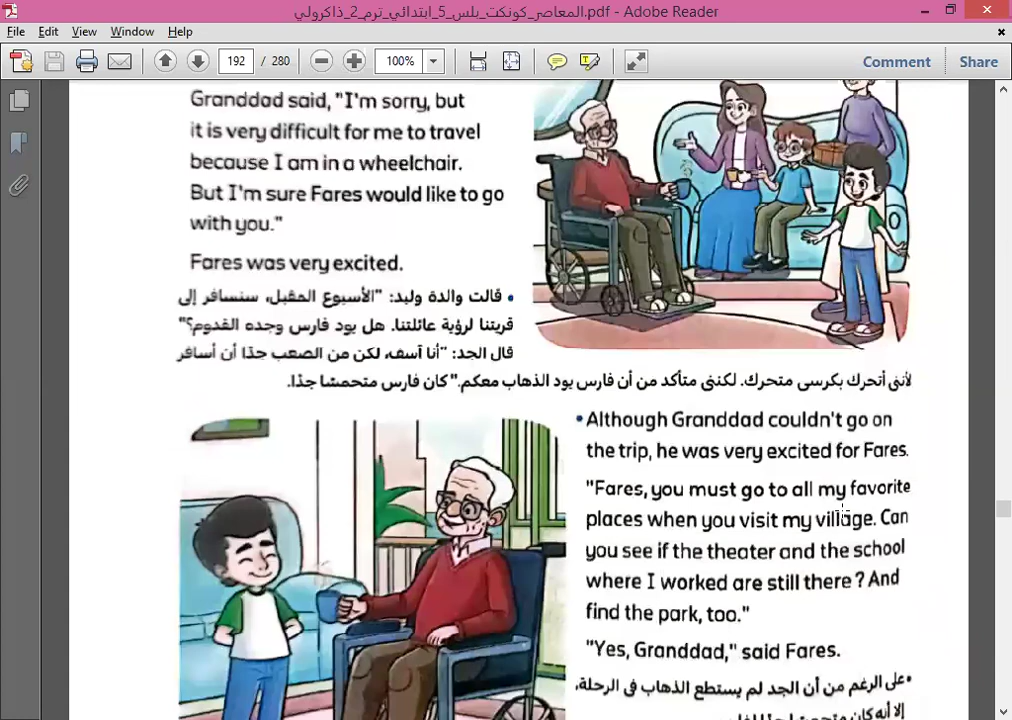 المعاصر_كونكت_بلس_5_ابتدائي_ترم_2_ذاكرولي.pdf - Adobe Reader
File Edit View Window Help
192 / 280 100% Comment Share
Granddad said, "I'm sorry, but
it is very difficult for me to travel
because I am in a wheelchair.
But I'm sure Fares would like to go
with you."
Fares was very excited.
• قالت والدة وليد: "الأسبوع المقبل، سنسافر إلى
قريتنا لرؤية عائلتنا. هل يود فارس وجده القدوم؟"
قال الجد: "أنا آسف، لكن من الصعب جدًا أن أسافر
لأننى أتحرك بكرسى متحرك. لكننى متأكد من أن فارس يود الذهاب معكم." كان فارس متحمسًا جدًا.
• Although Granddad couldn't go on
the trip, he was very excited for Fares.
"Fares, you must go to all my favorite
places when you visit my village. Can
you see if the theater and the school
where I worked are still there? And
find the park, too."
"Yes, Granddad," said Fares.
• على الرغم من أن الجد لم يستطع الذهاب فى الرحلة،